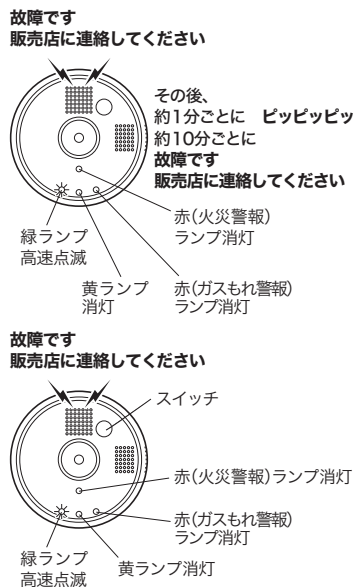 故障です
販売店に連絡してください
その後、
約1分ごとに ピッピッピッ
約10分ごとに
故障です
販売店に連絡してください
赤(火災警報)
ランプ消灯
緑ランプ
高速点滅
黄ランプ
消灯
赤(ガスもれ警報)
ランプ消灯
故障です
販売店に連絡してください
スイッチ
赤(火災警報)ランプ消灯
赤(ガスもれ警報)
ランプ消灯
緑ランプ
高速点滅
黄ランプ消灯